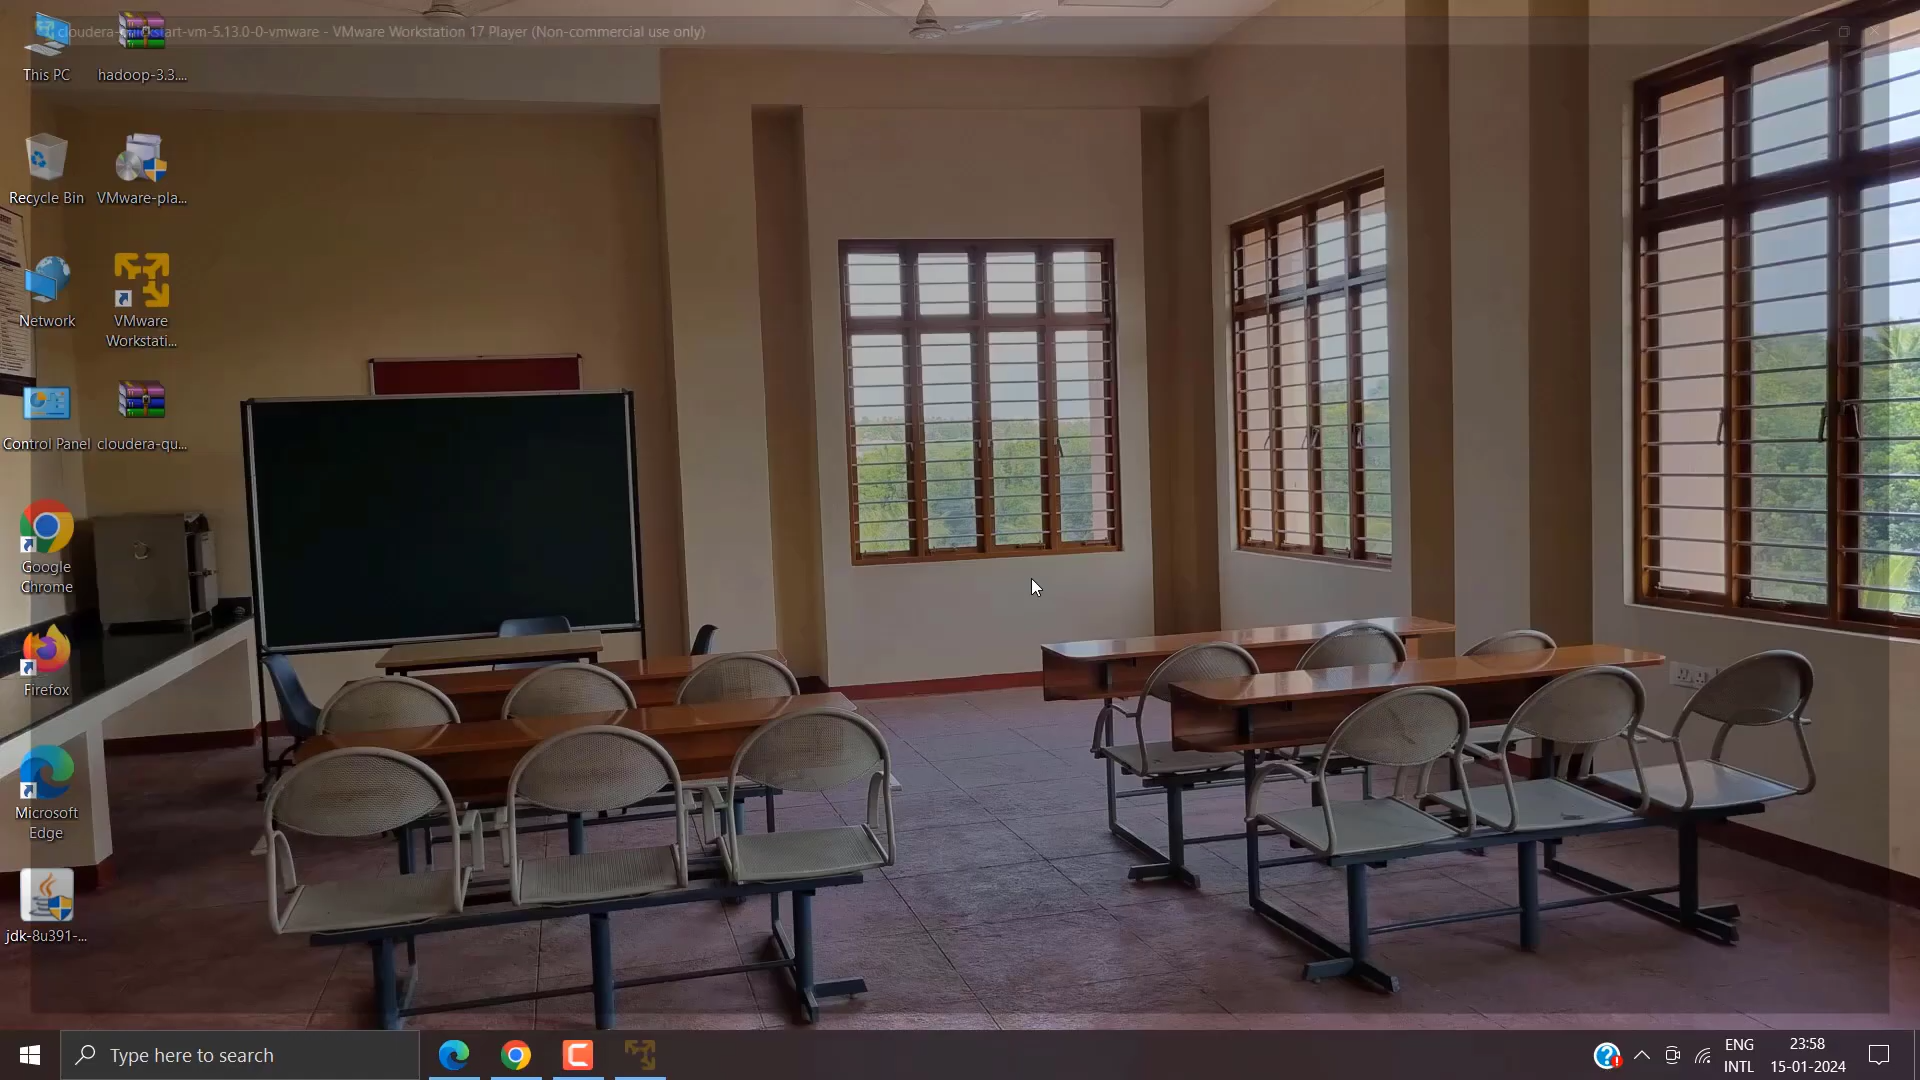 cloudera-quickstart-vm-5.13.0-0-vmware - VMware Workstation 17 Player (Non-commercial use only)
This PC
hadoop-3.3....
Recycle Bin
VMware-pla...
Network
VMware
Workstati...
Control Panel
cloudera-qu...
Google
Chrome
Firefox
Microsoft
Edge
jdk-8u391-...
Type here to search
ENG
INTL
23:58
15-01-2024